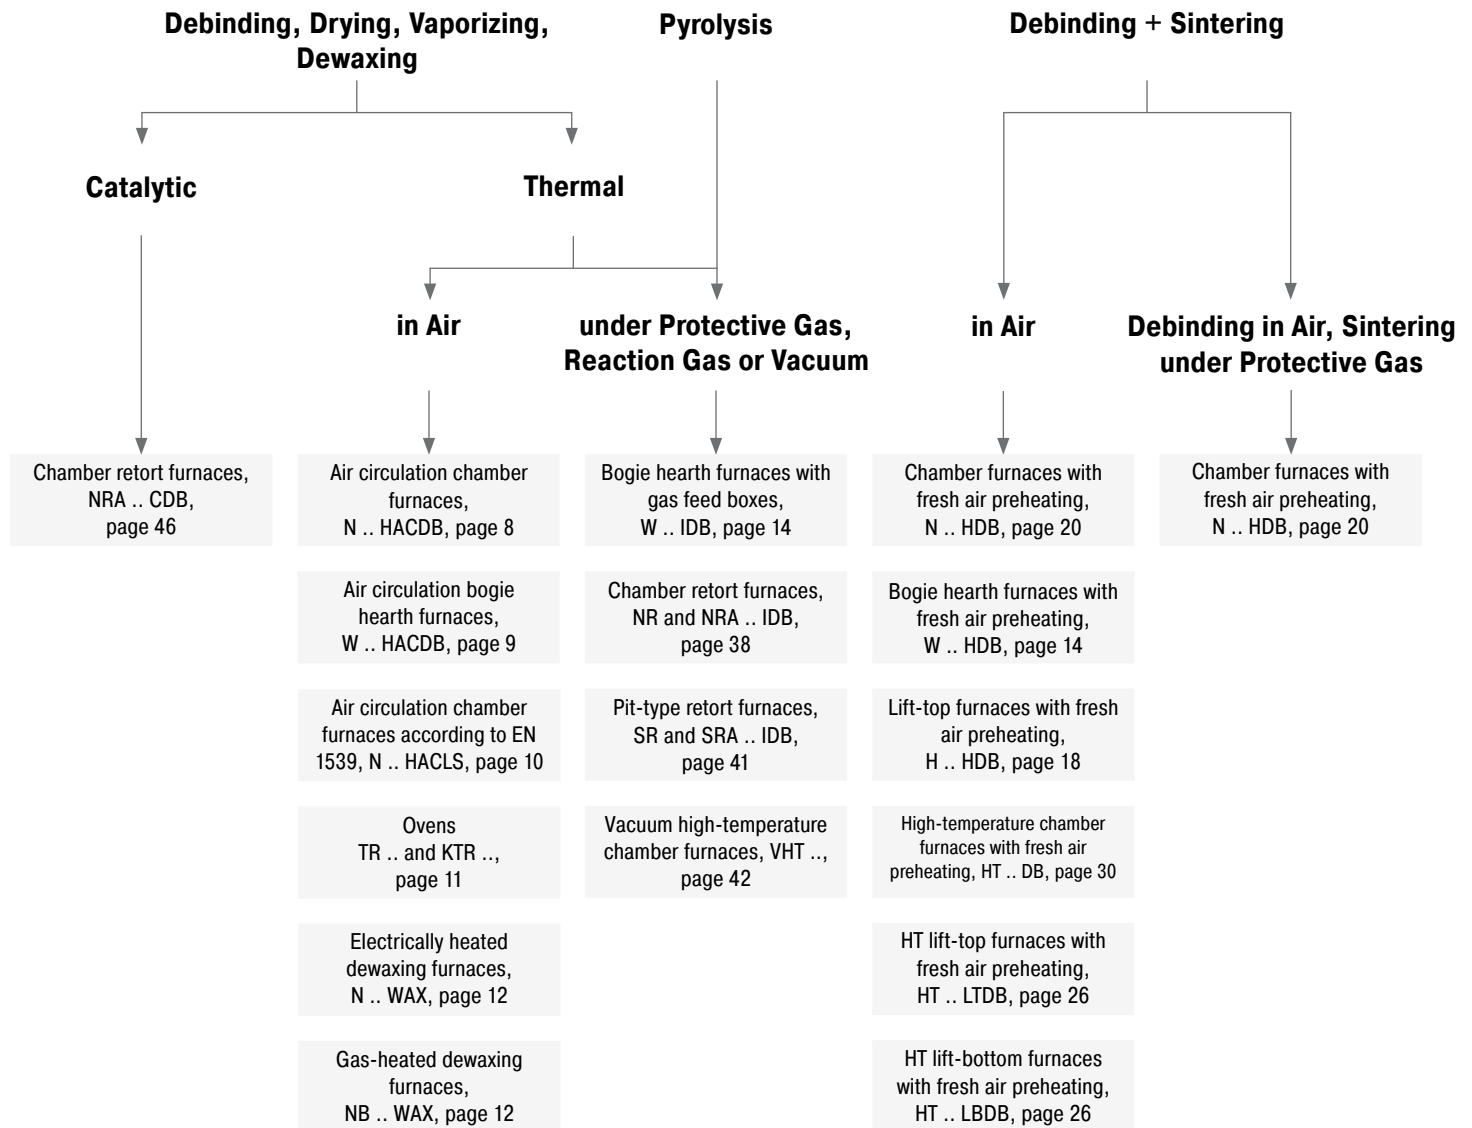 Debinding, Drying, Vaporizing,
Dewaxing
Pyrolysis
Debinding + Sintering
Catalytic
Thermal
in Air
under Protective Gas,
Reaction Gas or Vacuum
in Air
Debinding in Air, Sintering
under Protective Gas
Chamber retort furnaces,
NRA .. CDB,
page 46
Air circulation chamber
furnaces,
N .. HACDB, page 8
Air circulation bogie
hearth furnaces,
W .. HACDB, page 9
Air circulation chamber
furnaces according to EN
1539, N .. HACLS, page 10
Ovens
TR .. and KTR ..,
page 11
Electrically heated
dewaxing furnaces,
N .. WAX, page 12
Gas-heated dewaxing
furnaces,
NB .. WAX, page 12
Bogie hearth furnaces with
gas feed boxes,
W .. IDB, page 14
Chamber retort furnaces,
NR and NRA .. IDB,
page 38
Pit-type retort furnaces,
SR and SRA .. IDB,
page 41
Vacuum high-temperature
chamber furnaces, VHT ..,
page 42
Chamber furnaces with
fresh air preheating,
N .. HDB, page 20
Bogie hearth furnaces with
fresh air preheating,
W .. HDB, page 14
Lift-top furnaces with fresh
air preheating,
H .. HDB, page 18
High-temperature chamber
furnaces with fresh air
preheating, HT .. DB, page 30
HT lift-top furnaces with
fresh air preheating,
HT .. LTDB, page 26
HT lift-bottom furnaces
with fresh air preheating,
HT .. LBDB, page 26
Chamber furnaces with
fresh air preheating,
N .. HDB, page 20